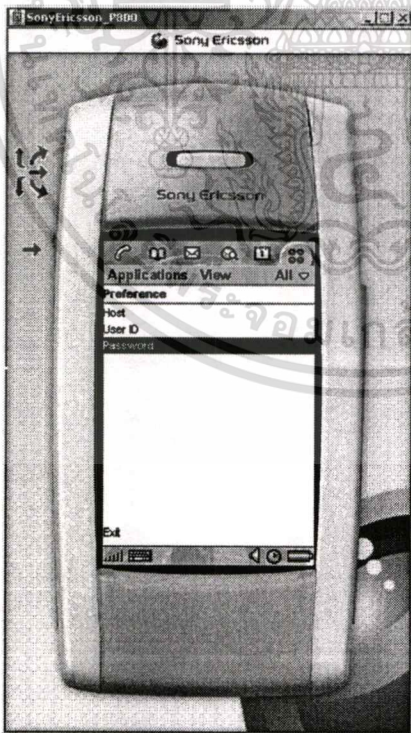 SonyEricsson_P800
Sony Ericsson
Sony Ericsson
Applications View All
Preference
Host
User ID
Password
Exit